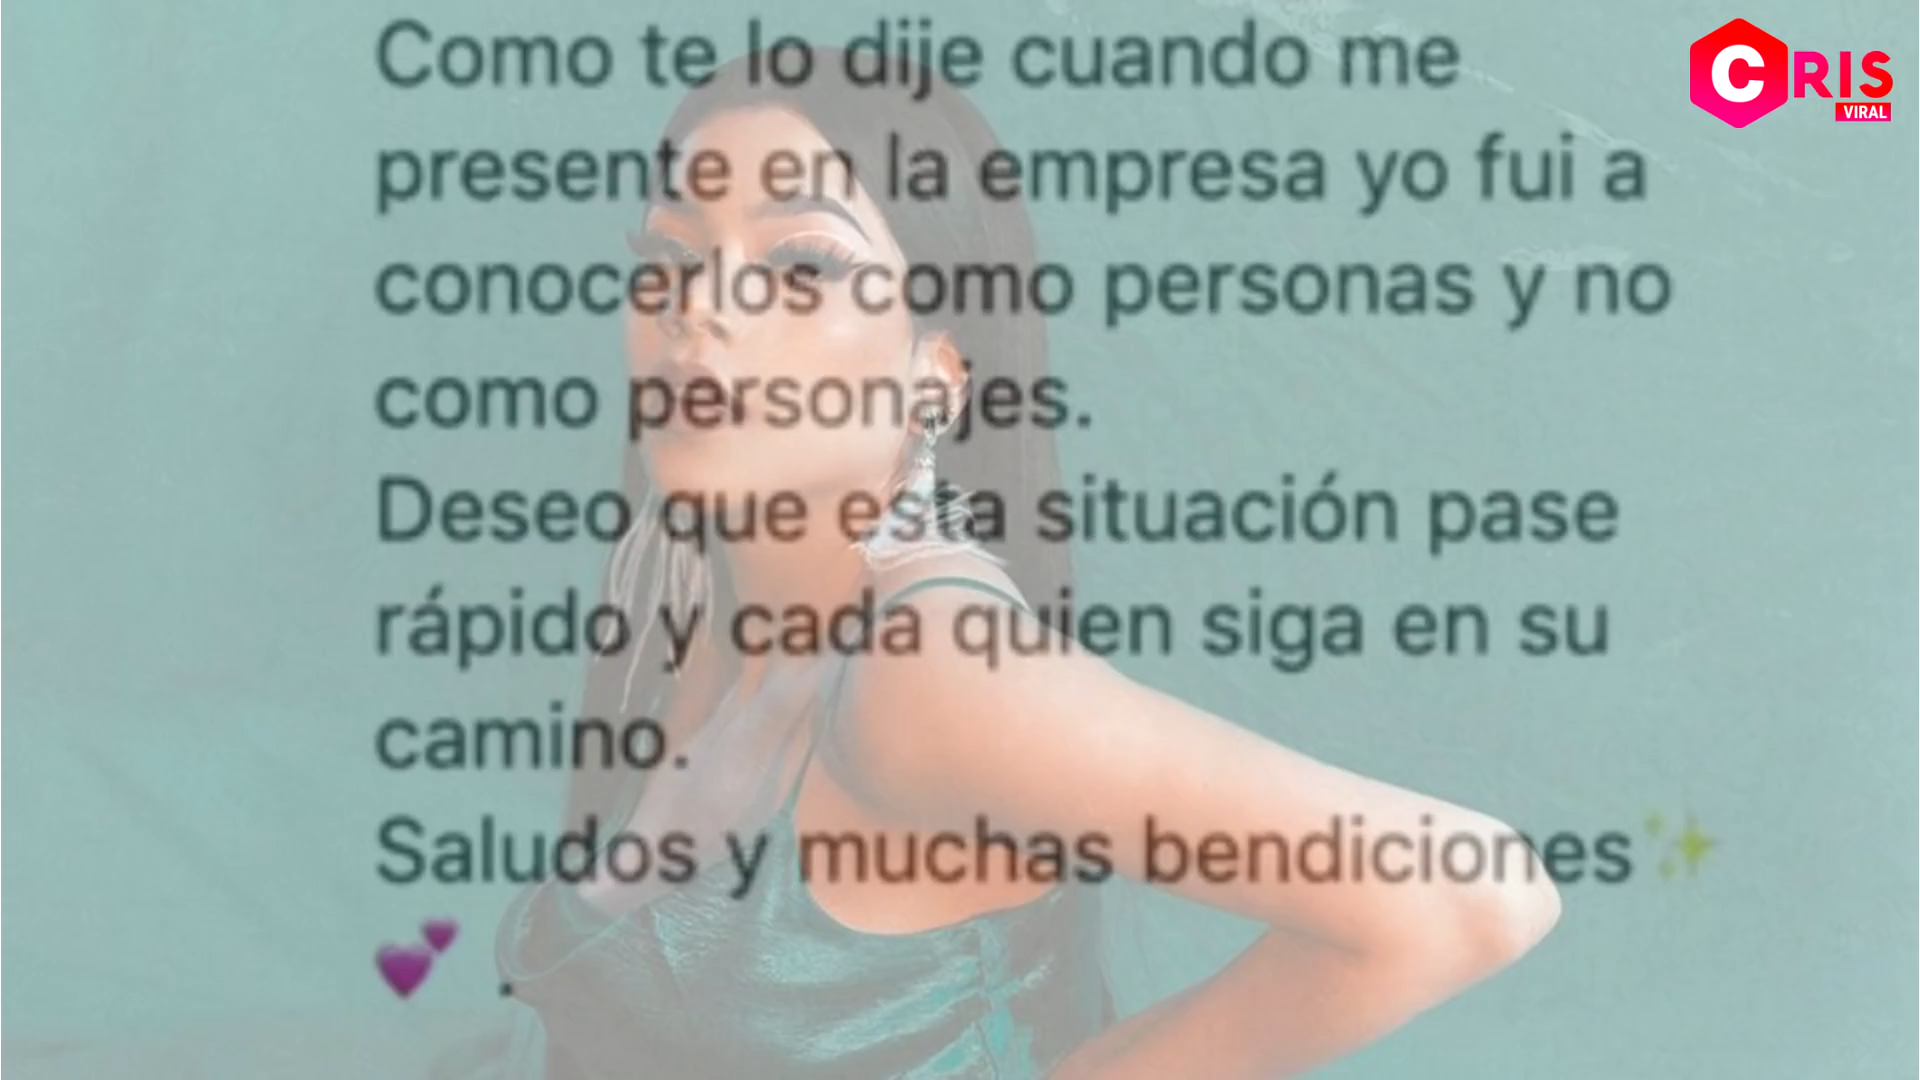 Como te lo dije cuando me
presente en la empresa yo fui a
conocerlos como personas y no
como personajes.
Deseo que esta situación pase
rápido y cada quien siga en su
camino.
Saludos y muchas bendiciones✨
💕 .
CRIS
VIRAL